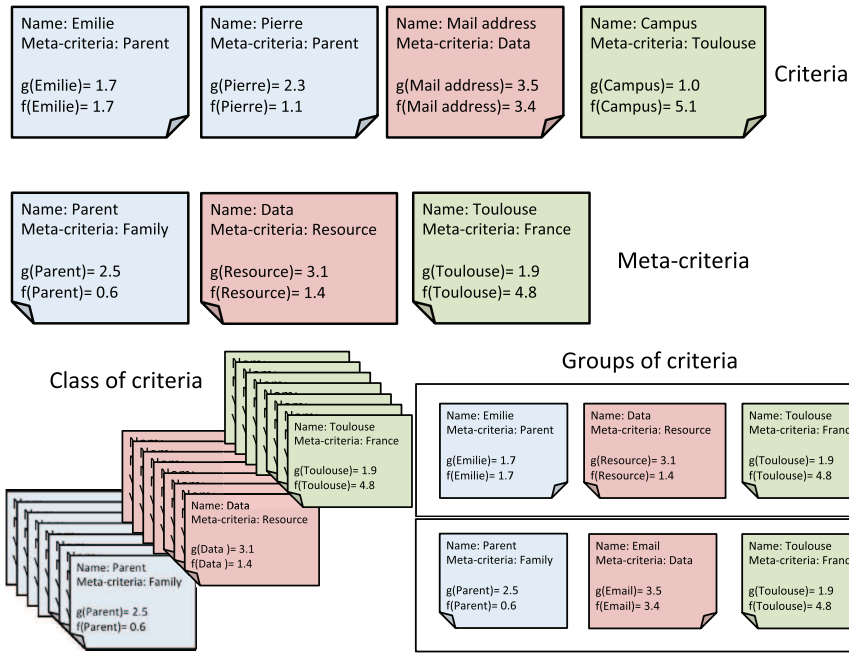 Name: Emilie
Meta-criteria: Parent
g(Emilie)= 1.7
f(Emilie)= 1.7
Name: Pierre
Meta-criteria: Parent
g(Pierre)= 2.3
f(Pierre)= 1.1
Name: Mail address
Meta-criteria: Data
g(Mail address)= 3.5
f(Mail address)= 3.4
Name: Campus
Meta-criteria: Toulouse
g(Campus)= 1.0
f(Campus)= 5.1
Criteria
Name: Parent
Meta-criteria: Family
g(Parent)= 2.5
f(Parent)= 0.6
Name: Data
Meta-criteria: Resource
g(Resource)= 3.1
f(Resource)= 1.4
Name: Toulouse
Meta-criteria: France
g(Toulouse)= 1.9
f(Toulouse)= 4.8
Meta-criteria
Class of criteria
Name: Toulouse
Meta-criteria: France
g(Toulouse)= 1.9
f(Toulouse)= 4.8
Name: Data
Meta-criteria: Resource
g(Data )= 3.1
f(Data )= 1.4
Name: Parent
Meta-criteria: Family
g(Parent)= 2.5
f(Parent)= 0.6
Groups of criteria
Name: Emilie
Meta-criteria: Parent
g(Emilie)= 1.7
f(Emilie)= 1.7
Name: Data
Meta-criteria: Resource
g(Resource)= 3.1
f(Resource)= 1.4
Name: Toulouse
Meta-criteria: Franc
g(Toulouse)= 1.9
f(Toulouse)= 4.8
Name: Parent
Meta-criteria: Family
g(Parent)= 2.5
f(Parent)= 0.6
Name: Email
Meta-criteria: Data
g(Email)= 3.5
f(Email)= 3.4
Name: Toulouse
Meta-criteria: Franc
g(Toulouse)= 1.9
f(Toulouse)= 4.8